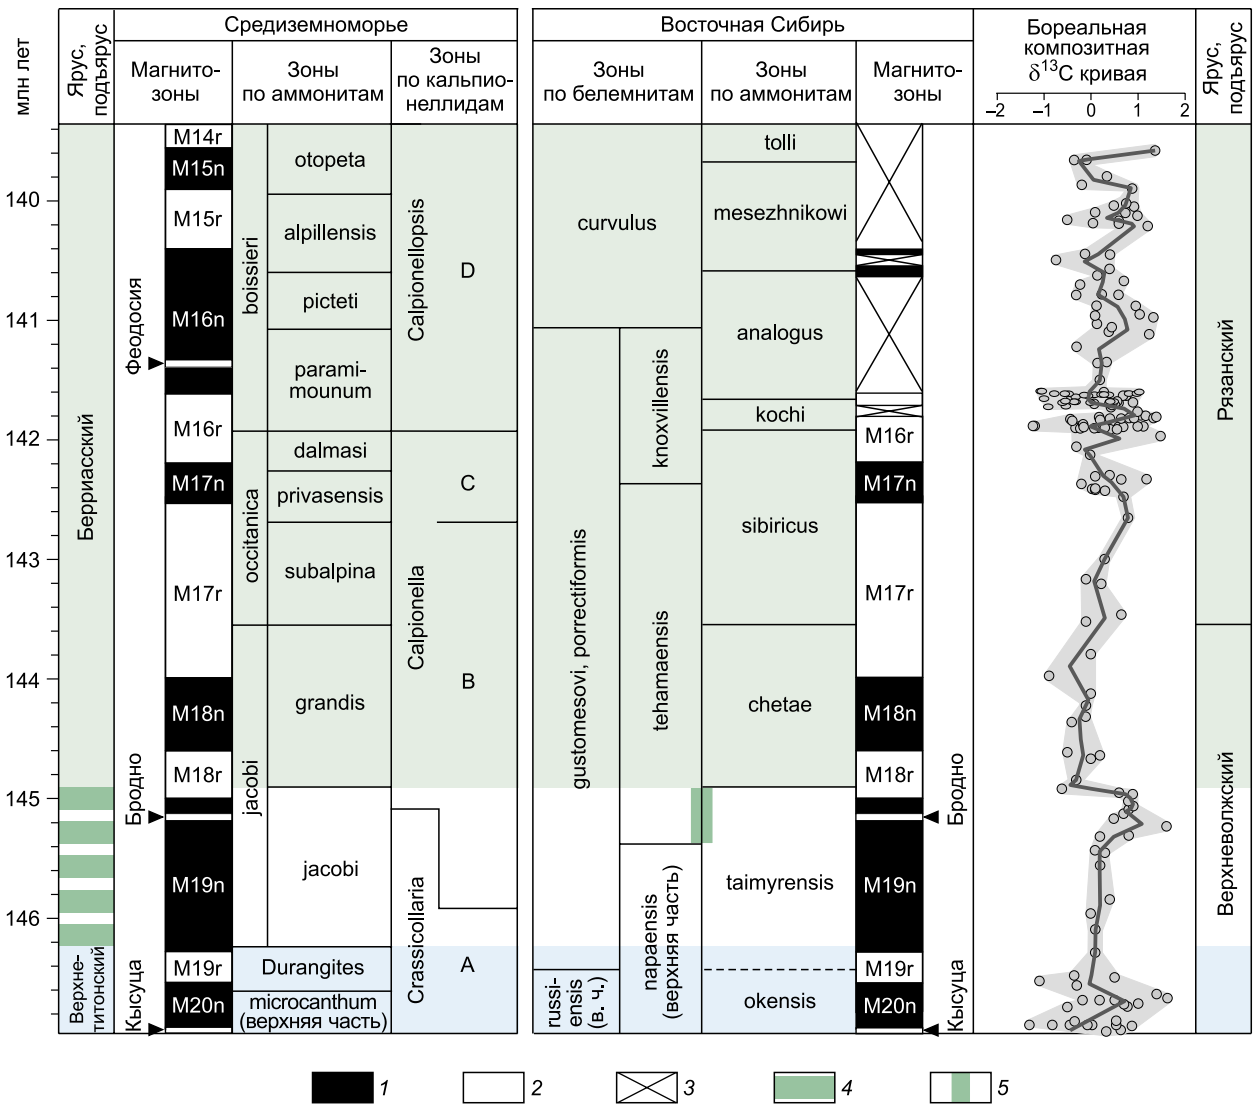 млн лет
Ярус,
подъярус
Средиземноморье
Магнито-
зоны
Зоны
по аммонитам
Зоны
по кальпио-
неллидам
Восточная Сибирь
Зоны
по белемнитам
Зоны
по аммонитам
Магнито-
зоны
Бореальная
композитная
δ13C кривая
–2 –1 0 1 2
Ярус,
подъярус
140
141
142
143
144
145
146
Берриасский
Верхне-
титонский
Феодосия
Бродно
Кысуца
M14r
M15n
M15r
M16n
M16r
M17n
M17r
M18n
M18r
M19n
M19r
M20n
boissieri
occitanica
jacobi
otopeta
alpillensis
picteti
parami-
mounum
dalmasi
privasensis
subalpina
grandis
jacobi
Durangites
microcanthum
(верхняя часть)
Calpionellopsis
Calpionella
Crassicollaria
D
C
B
A
curvulus
gustomesovi, porrectiformis
russi-
ensis
(в. ч.)
knoxvillensis
tehamaensis
napaensis
(верхняя часть)
tolli
mesezhnikowi
analogus
kochi
sibiricus
chetae
taimyrensis
okensis
M16r
M17n
M17r
M18n
M18r
M19n
M19r
M20n
Бродно
Кысуца
Рязанский
Верхневолжский
1 2 3 4 5